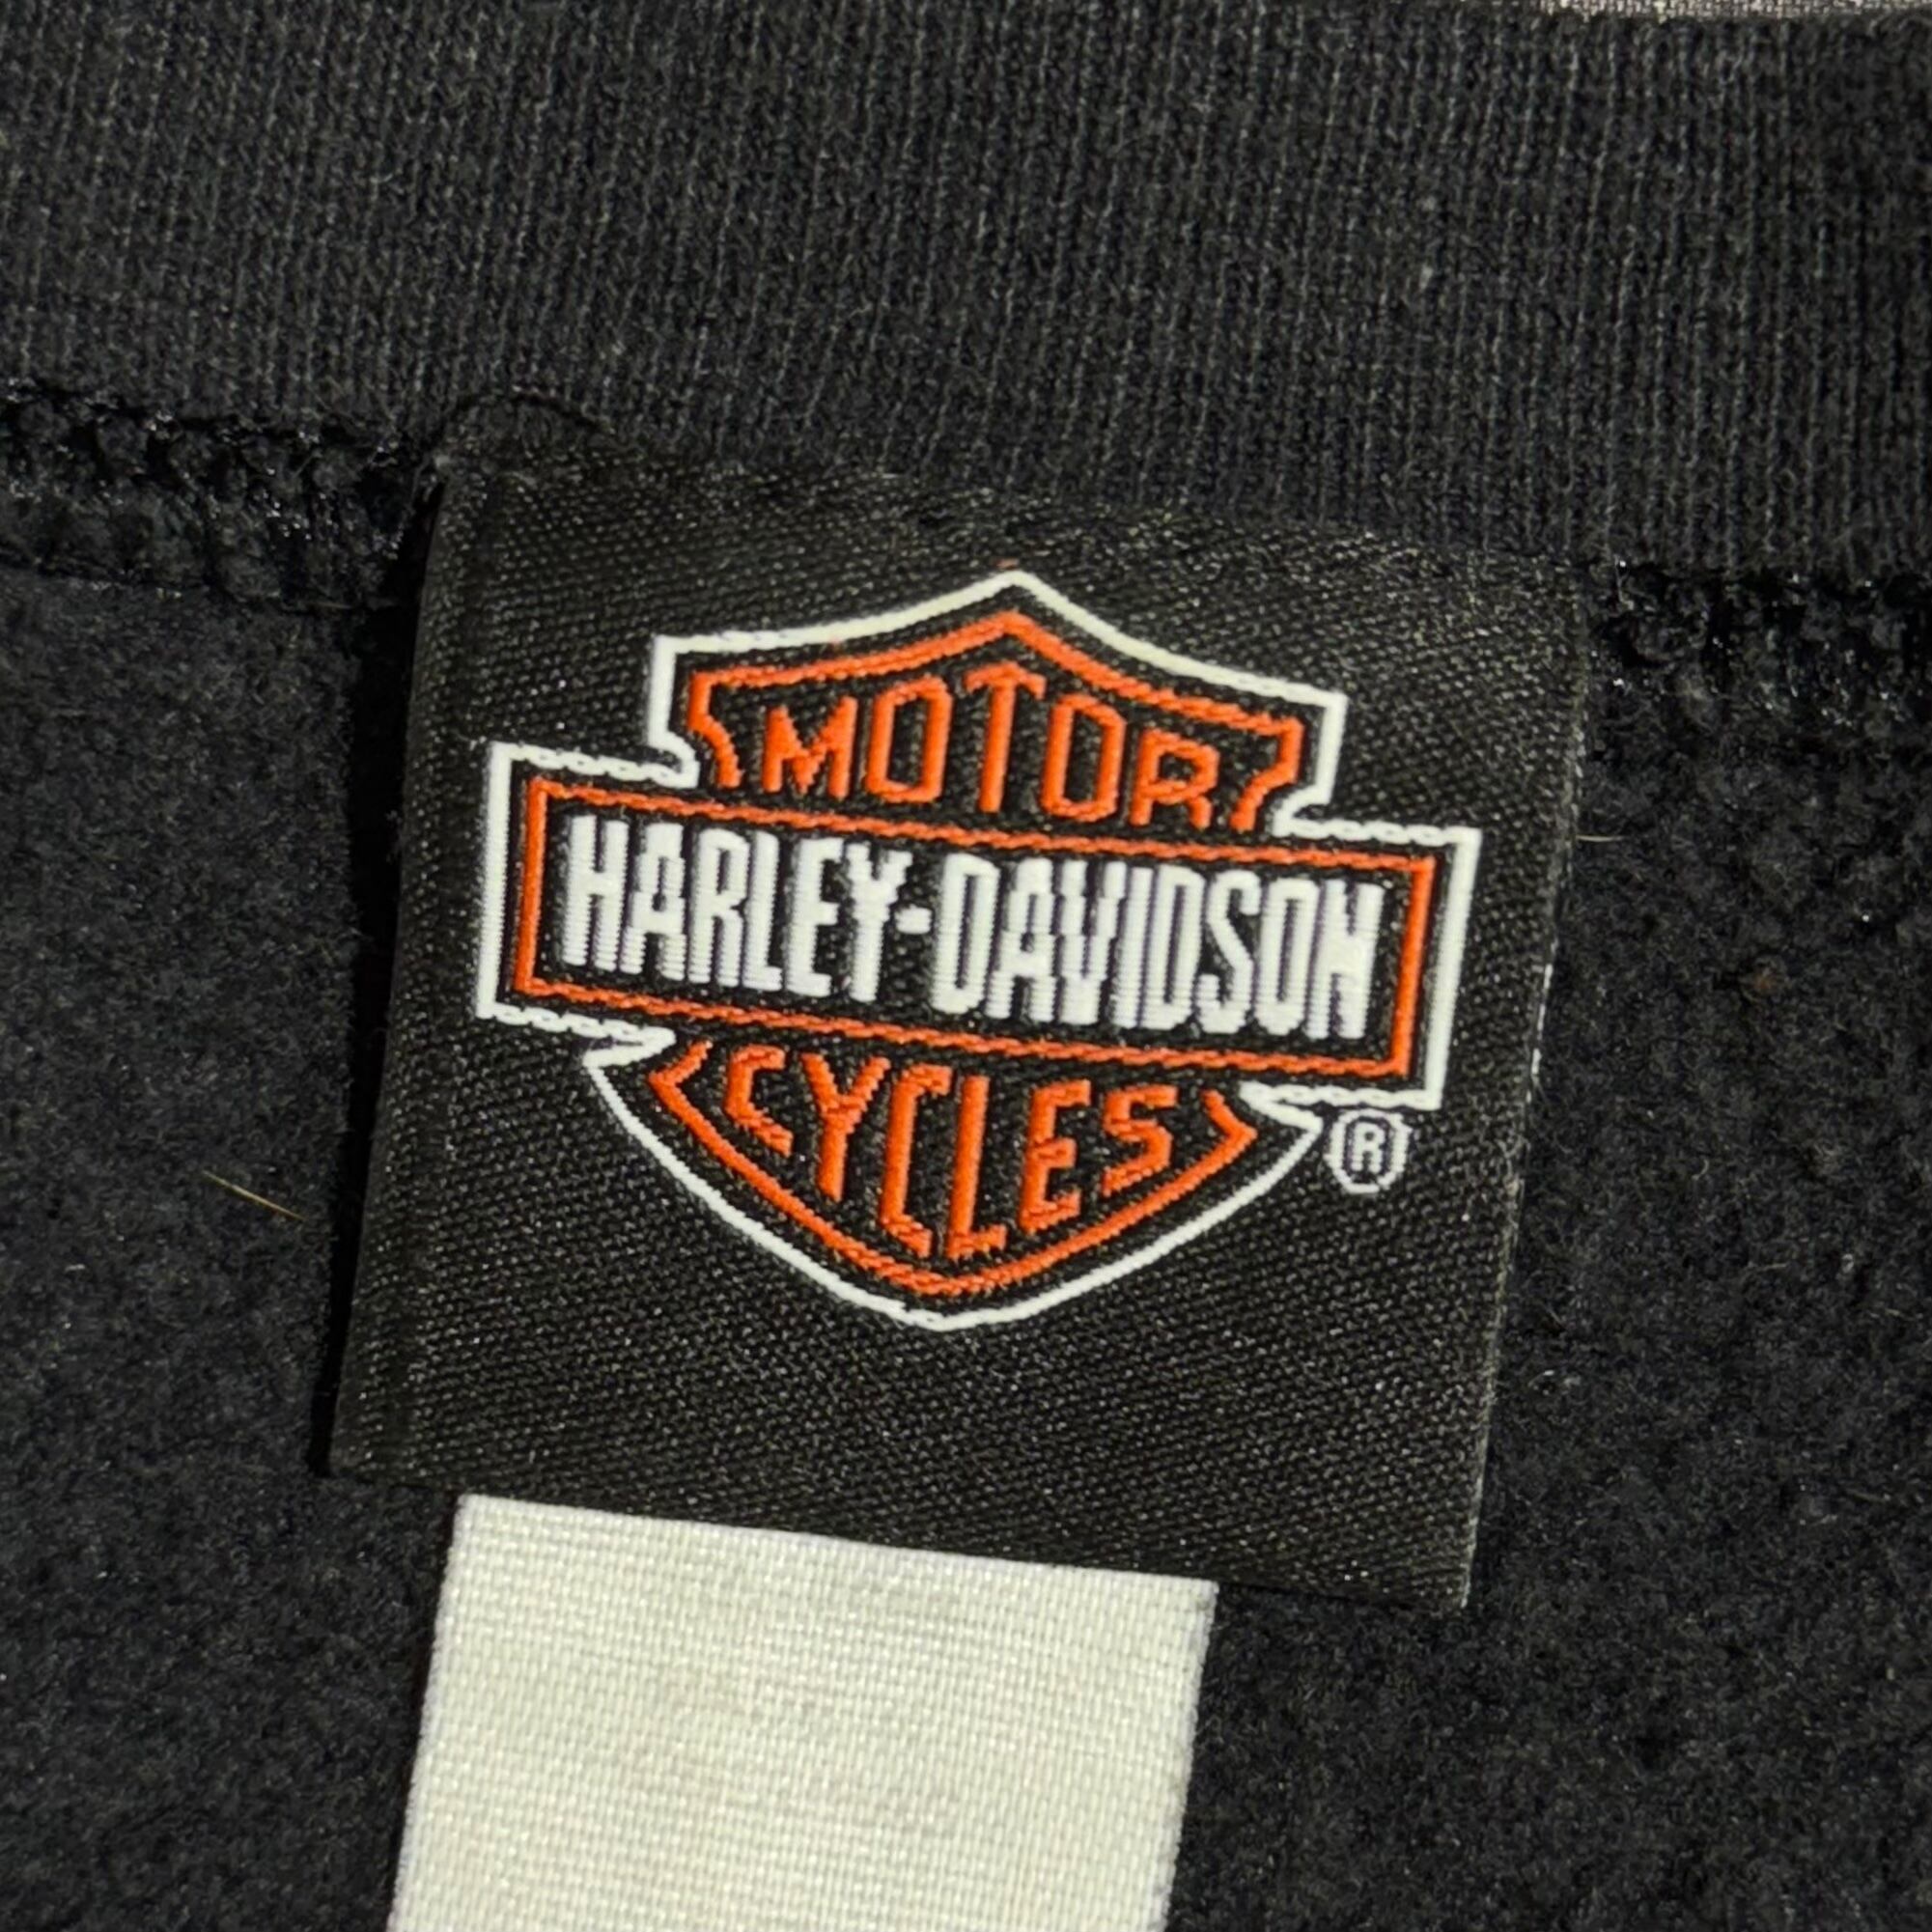 MOTOR
HARLEY-DAVIDSON
CYCLES
®